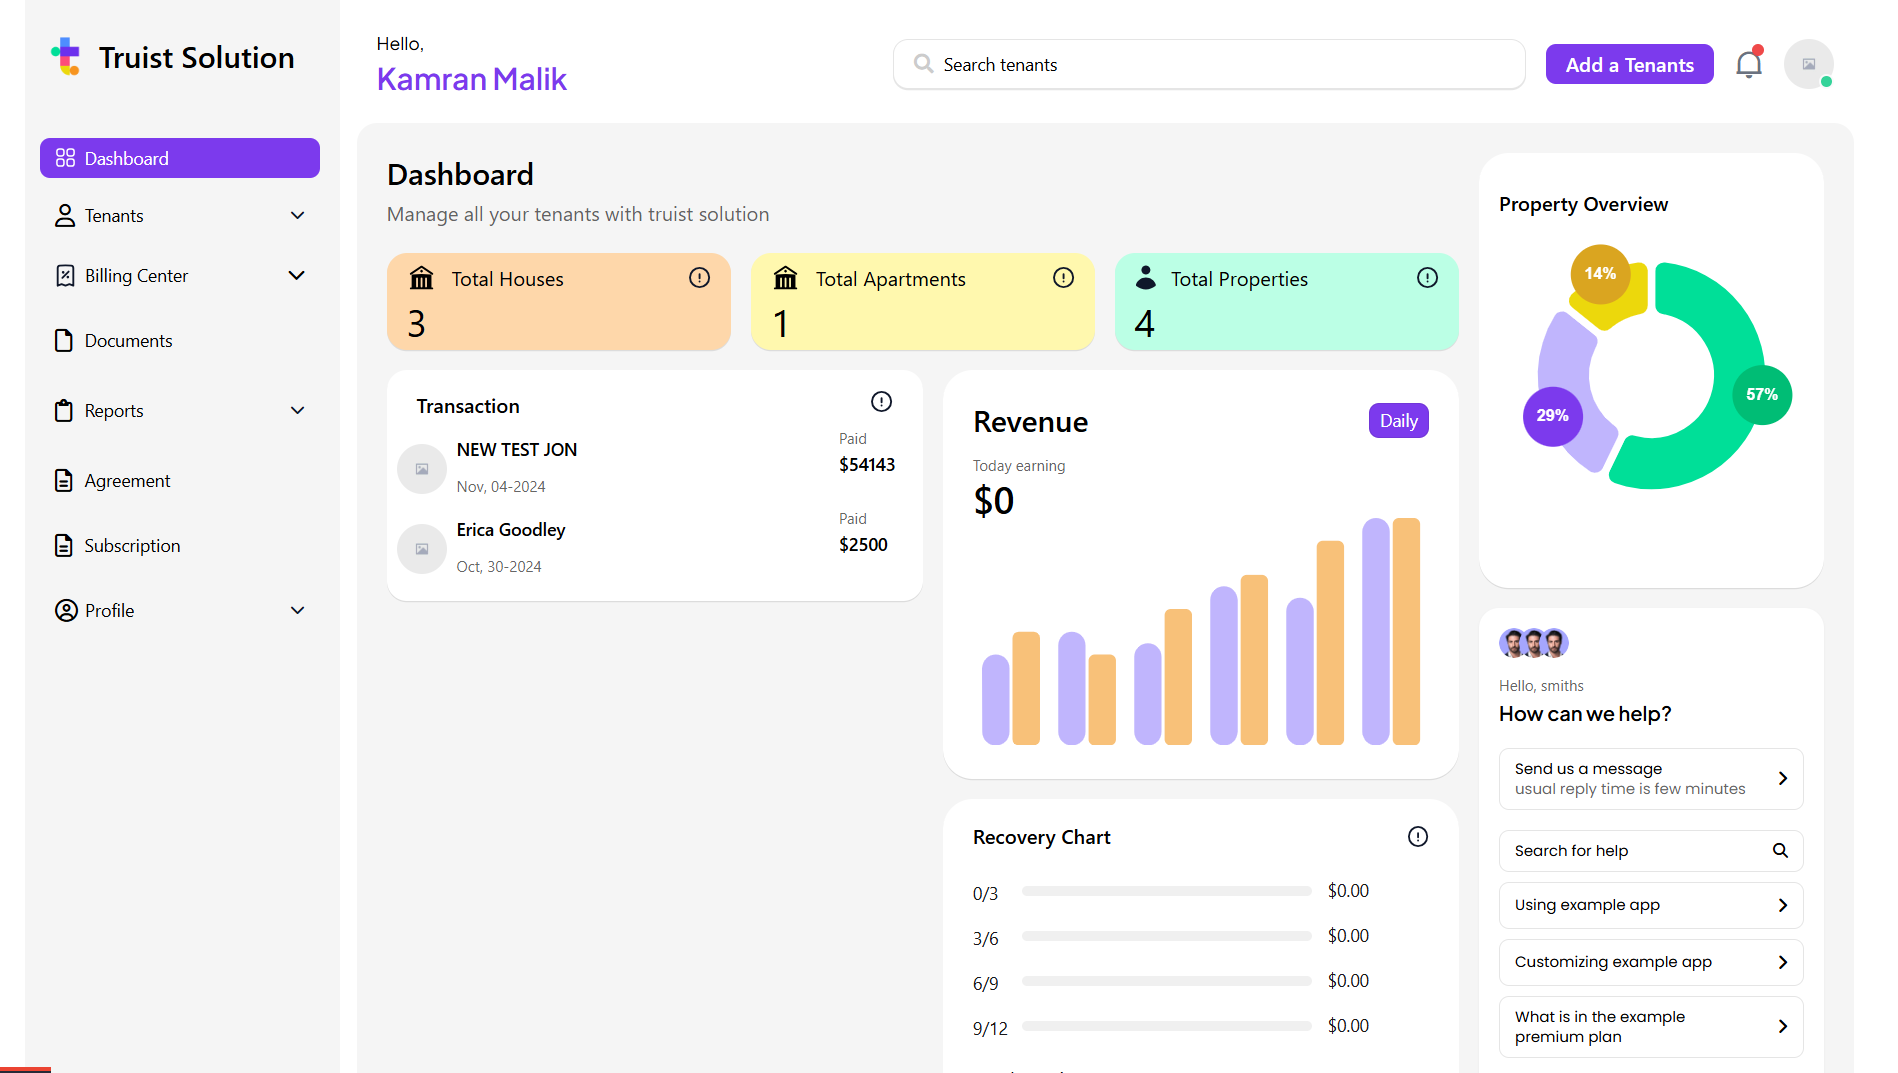 Truist Solution
Dashboard
Tenants
Billing Center
Documents
Reports
Agreement
Subscription
Profile
Hello,
Kamran Malik
Search tenants
Add a Tenants
Dashboard
Manage all your tenants with truist solution
Total Houses
3
Total Apartments
1
Total Properties
4
Transaction
NEW TEST JON
Nov, 04-2024
Paid
$54143
Erica Goodley
Oct, 30-2024
Paid
$2500
Revenue
Daily
Today earning
$0
Recovery Chart
0/3
$0.00
3/6
$0.00
6/9
$0.00
9/12
$0.00
Property Overview
14%
57%
29%
Hello, smiths
How can we help?
Send us a message
usual reply time is few minutes
Search for help
Using example app
Customizing example app
What is in the example
premium plan